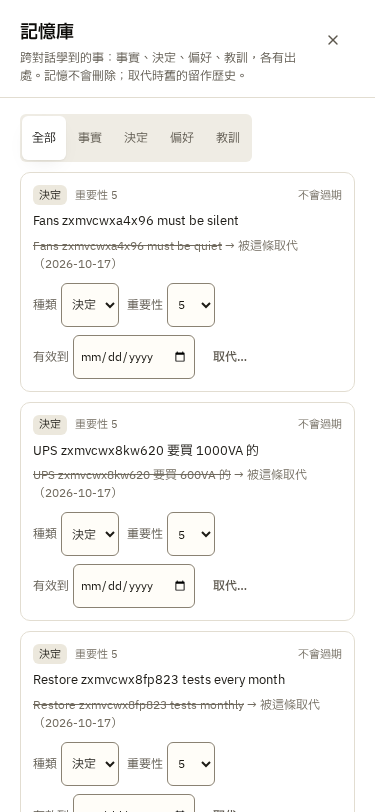 記憶庫
跨對話學到的事：事實、決定、偏好、教訓，各有出
處。記憶不會刪除；取代時舊的留作歷史。
×
全部 事實 決定 偏好 教訓
決定 重要性 5 不會過期
Fans zxmvcwxa4x96 must be silent
Fans zxmvcwxa4x96 must be quiet → 被這條取代
（2026-10-17）
種類 決定 重要性 5
有效到 mm/dd/yyyy 取代…
決定 重要性 5 不會過期
UPS zxmvcwx8kw620 要買 1000VA 的
UPS zxmvcwx8kw620 要買 600VA 的 → 被這條取代
（2026-10-17）
種類 決定 重要性 5
有效到 mm/dd/yyyy 取代…
決定 重要性 5 不會過期
Restore zxmvcwx8fp823 tests every month
Restore zxmvcwx8fp823 tests monthly → 被這條取代
（2026-10-17）
種類 決定 重要性 5